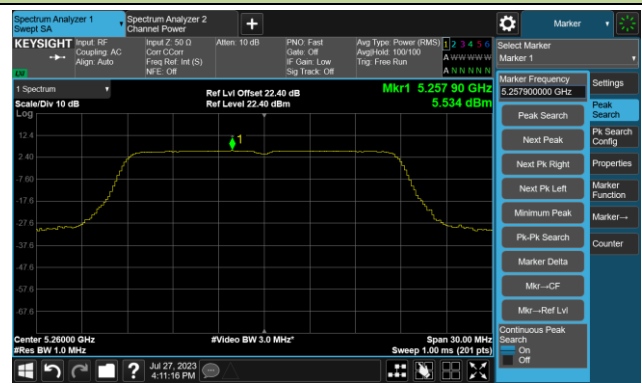 Spectrum Analyzer 1
Swept SA
Spectrum Analyzer 2
Channel Power
+
Marker
KEYSIGHT
Input: RF
Coupling: AC
Align: Auto
Input Z: 50 Ω
Corr CCorr
Freq Ref: Int (S)
NFE: Off
Atten: 10 dB
PNO: Fast
Gate: Off
IF Gain: Low
Sig Track: Off
Avg Type: Power (RMS)
Avg|Hold: 100/100
Trig: Free Run
1 2 3 4 5 6
A W W W W W
A N N N N N
LXI
Select Marker
Marker 1
1 Spectrum
Scale/Div 10 dB
Log
Ref Lvl Offset 22.40 dB
Ref Level 22.40 dBm
Mkr1 5.257 90 GHz
5.534 dBm
12.4
2.40
-7.60
-17.6
-27.6
-37.6
-47.6
-57.6
-67.6
1
Center 5.26000 GHz
#Res BW 1.0 MHz
#Video BW 3.0 MHz*
Span 30.00 MHz
Sweep 1.00 ms (201 pts)
Marker Frequency
5.257900000 GHz
Peak Search
Next Peak
Next Pk Right
Next Pk Left
Minimum Peak
Pk-Pk Search
Marker Delta
Mkr→CF
Mkr→Ref Lvl
Continuous Peak
Search
On
Off
Settings
Peak
Search
Pk Search
Config
Properties
Marker
Function
Marker→
Counter
?
Jul 27, 2023
4:11:16 PM